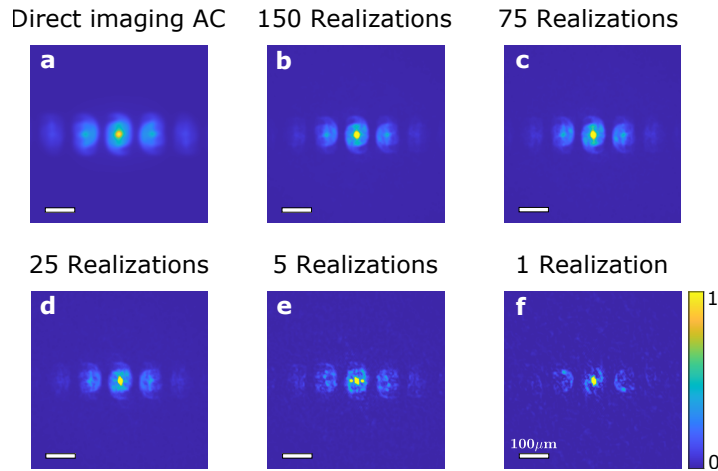 Direct imaging AC
150 Realizations
75 Realizations
a
b
c
25 Realizations
5 Realizations
1 Realization
d
e
f
1
100μm
0